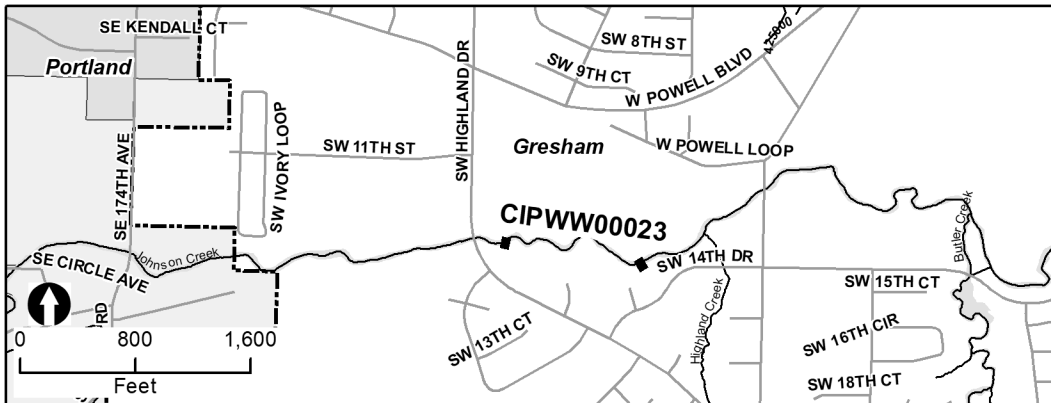 SE KENDALL CT
Portland
SE 174TH AVE
SW IVORY LOOP
SW 11TH ST
SW HIGHLAND DR
SW 8TH ST
SW 9TH CT
W POWELL BLVD
425800
Gresham
W POWELL LOOP
CIPWW00023
Johnson Creek
SE CIRCLE AVE
SW 14TH DR
Butler Creek
Highland Creek
SW 15TH CT
SW 13TH CT
SW 16TH CIR
SW 18TH CT
RD
0 800 1,600
Feet